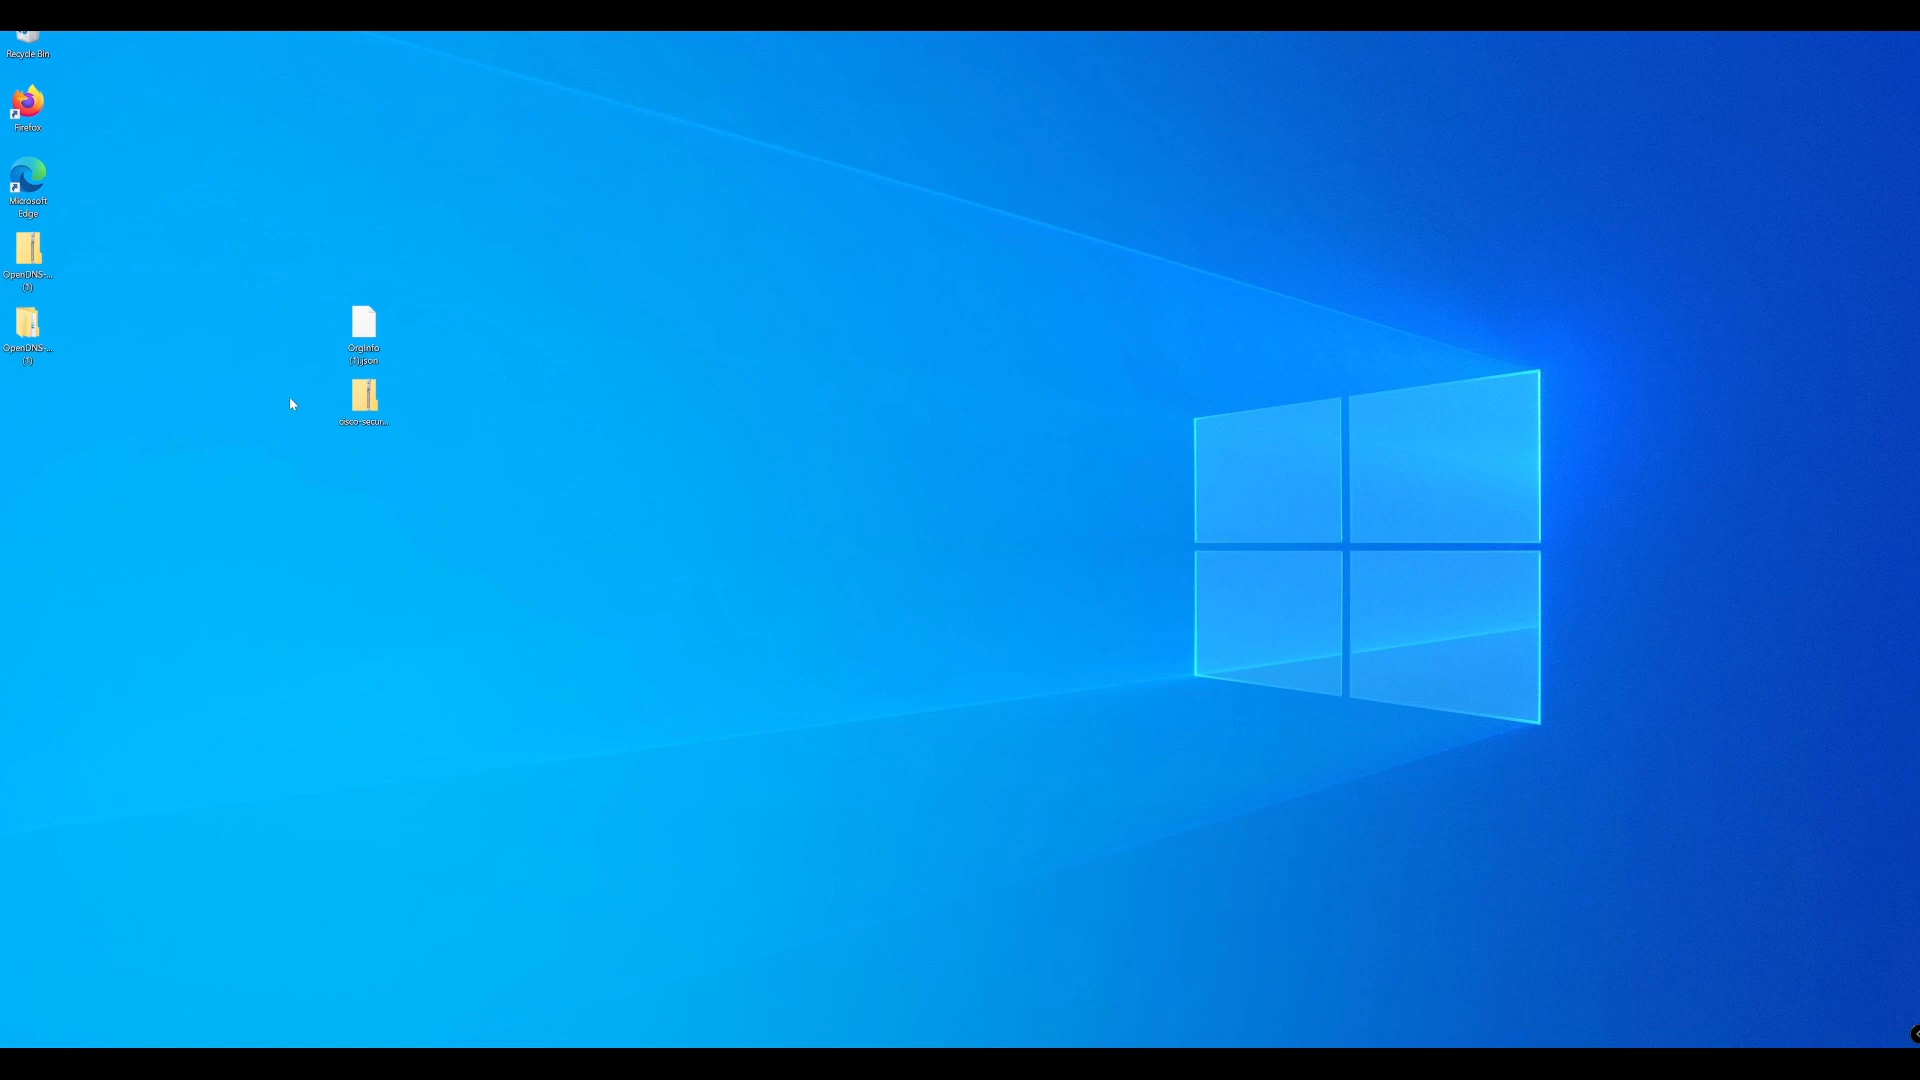 Recycle Bin
Firefox
Microsoft
Edge
OpenDNS-...
(1)
OpenDNS-...
(1)
OrgInfo
(1).json
cisco-secur...